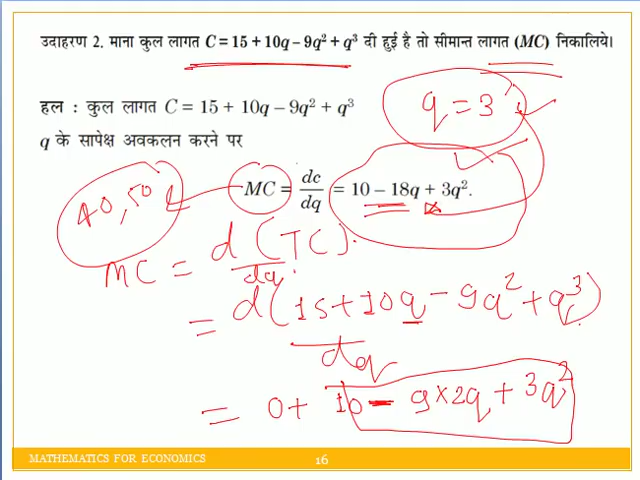 उदाहरण 2. माना कुल लागत C = 15 + 10q – 9q² + q³ दी हुई है तो सीमान्त लागत (MC) निकालिये।
हल : कुल लागत C = 15 + 10q – 9q² + q³
q = 3
q के सापेक्ष अवकलन करने पर
MC = dc/dq = 10 – 18q + 3q².
40, 50
MC = d(TC)/dq.
= d(15+10q – 9q² + q³)/dq
= 0 + 10 – 9×2q + 3q²
MATHEMATICS FOR ECONOMICS 16